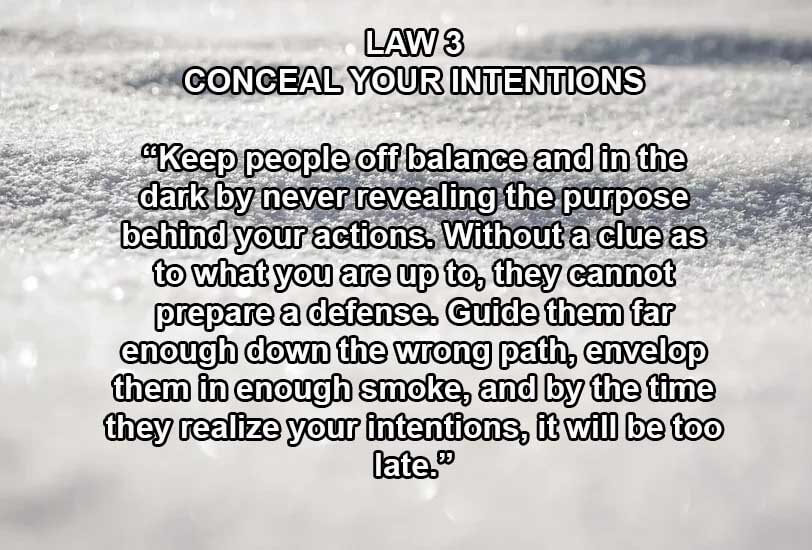 LAW 3
CONCEAL YOUR INTENTIONS
“Keep people off balance and in the
dark by never revealing the purpose
behind your actions. Without a clue as
to what you are up to, they cannot
prepare a defense. Guide them far
enough down the wrong path, envelop
them in enough smoke, and by the time
they realize your intentions, it will be too
late.”